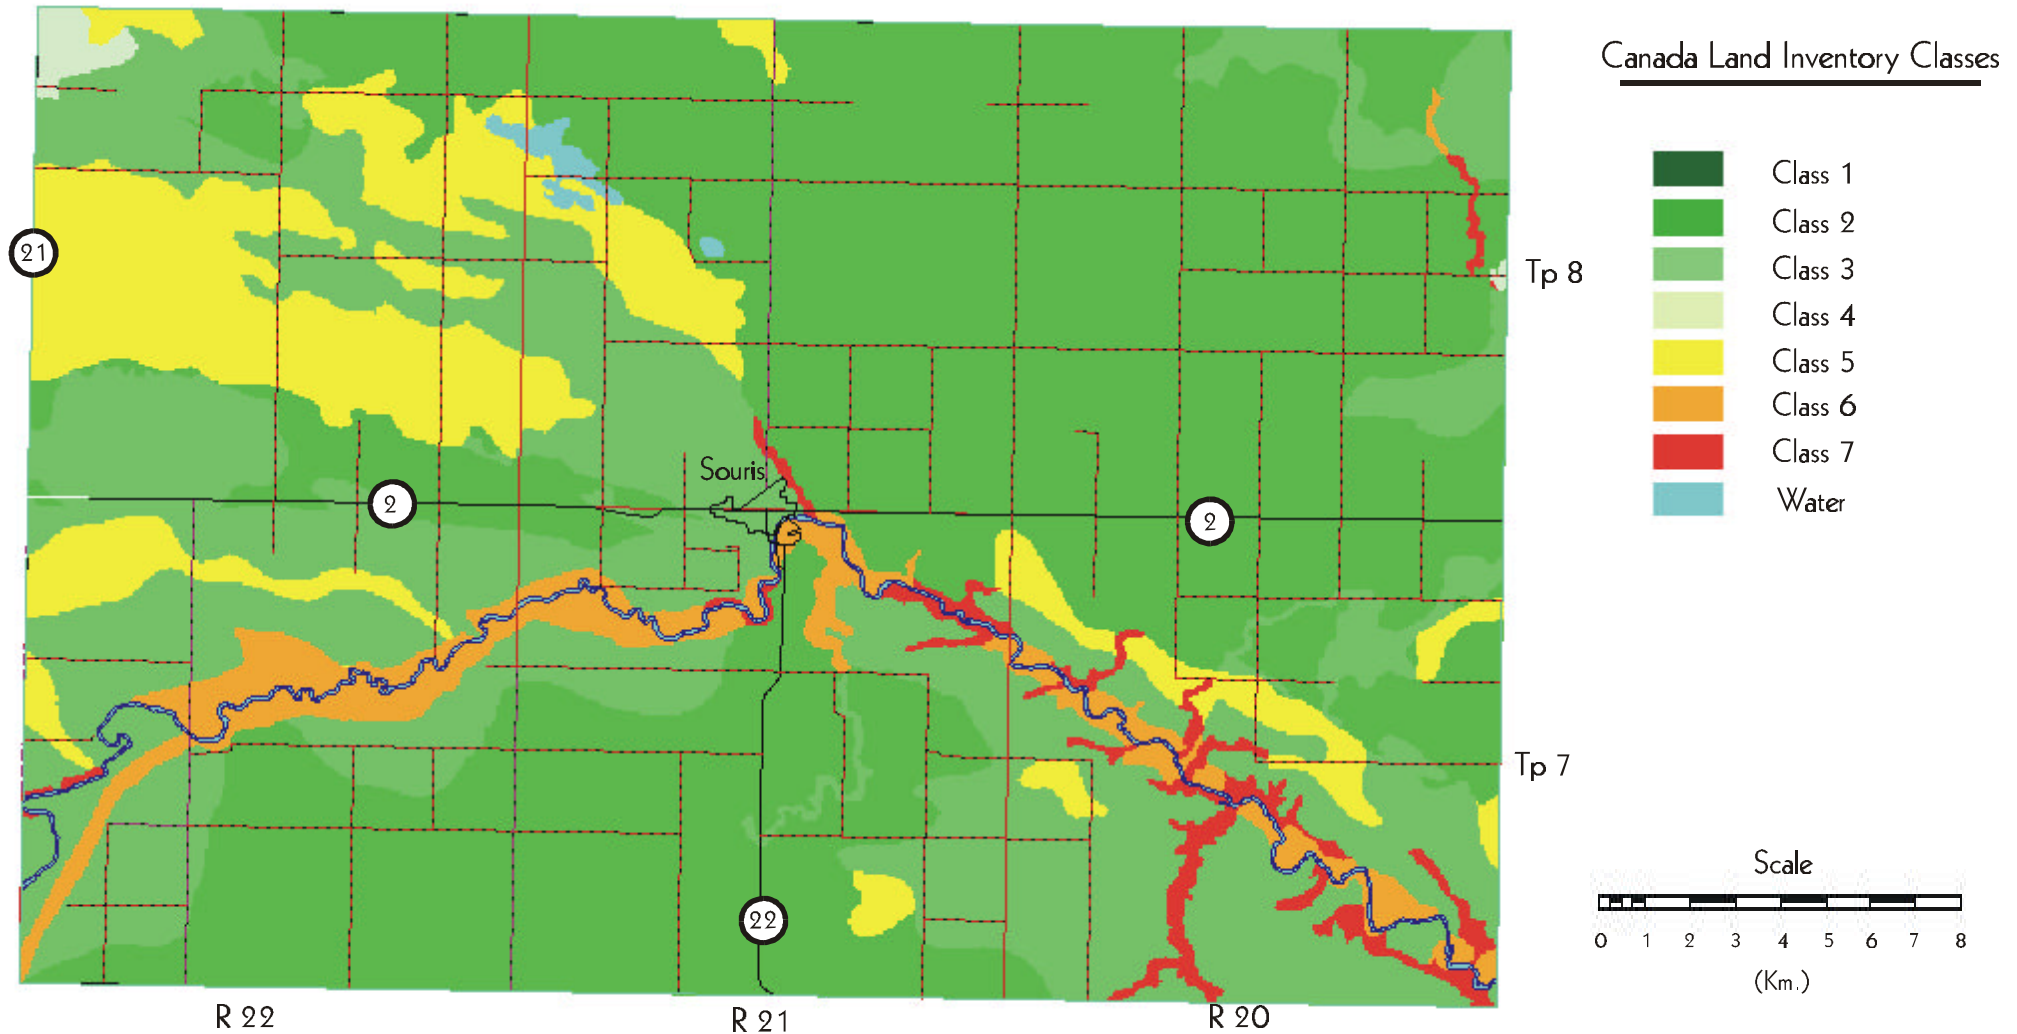 Canada Land Inventory Classes
Class 1
Class 2
Class 3
Class 4
Class 5
Class 6
Class 7
Water
21
Tp 8
Souris
2
2
Tp 7
22
Scale
0 1 2 3 4 5 6 7 8
(Km.)
R 22
R 21
R 20